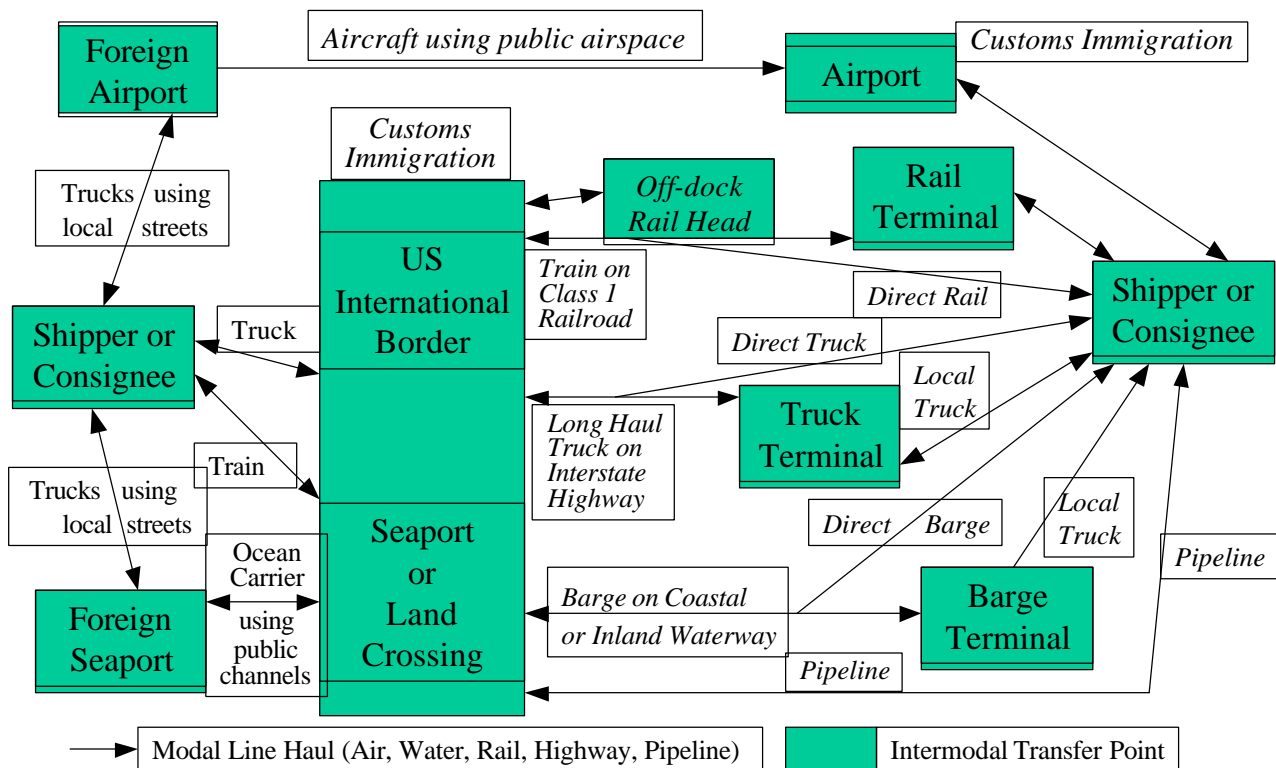 Foreign
Airport
Aircraft using public airspace
Airport
Customs Immigration
Customs
Immigration
Trucks using
local streets
Off-dock
Rail Head
Rail
Terminal
US
International
Border
Train on
Class 1
Railroad
Direct Rail
Shipper or
Consignee
Shipper or
Consignee
Truck
Direct Truck
Local
Truck
Truck
Terminal
Long Haul
Truck on
Interstate
Highway
Train
Trucks using
local streets
Seaport
or
Land
Crossing
Direct Barge
Local
Truck
Pipeline
Ocean
Carrier
using
public
channels
Foreign
Seaport
Barge on Coastal
or Inland Waterway
Barge
Terminal
Pipeline
Modal Line Haul (Air, Water, Rail, Highway, Pipeline)
Intermodal Transfer Point